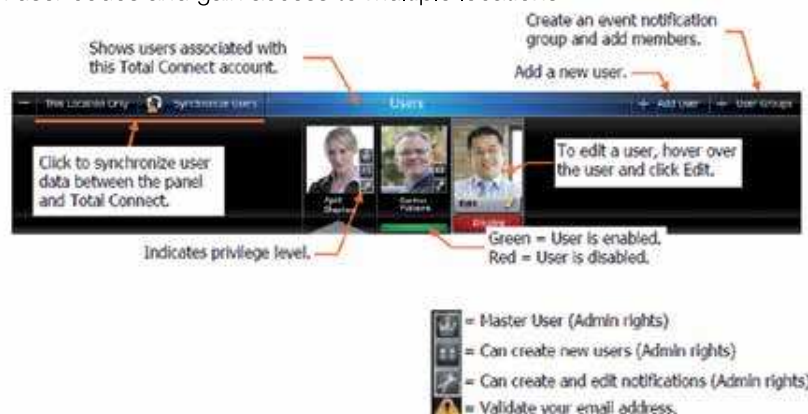 Create an event notification
group and add members.
Shows users associated with
this Total Connect account.
Add a new user.
This Location Only
Synchronize Users
Users
+ Add User
+ User Groups
Click to synchronize user
data between the panel
and Total Connect.
To edit a user, hover over
the user and click Edit.
April
Edit
Indicates privilege level.
Green = User is enabled.
Red = User is disabled.
= Master User (Admin rights)
= Can create new users (Admin rights)
= Can create and edit notifications (Admin rights)
= Validate your email address.